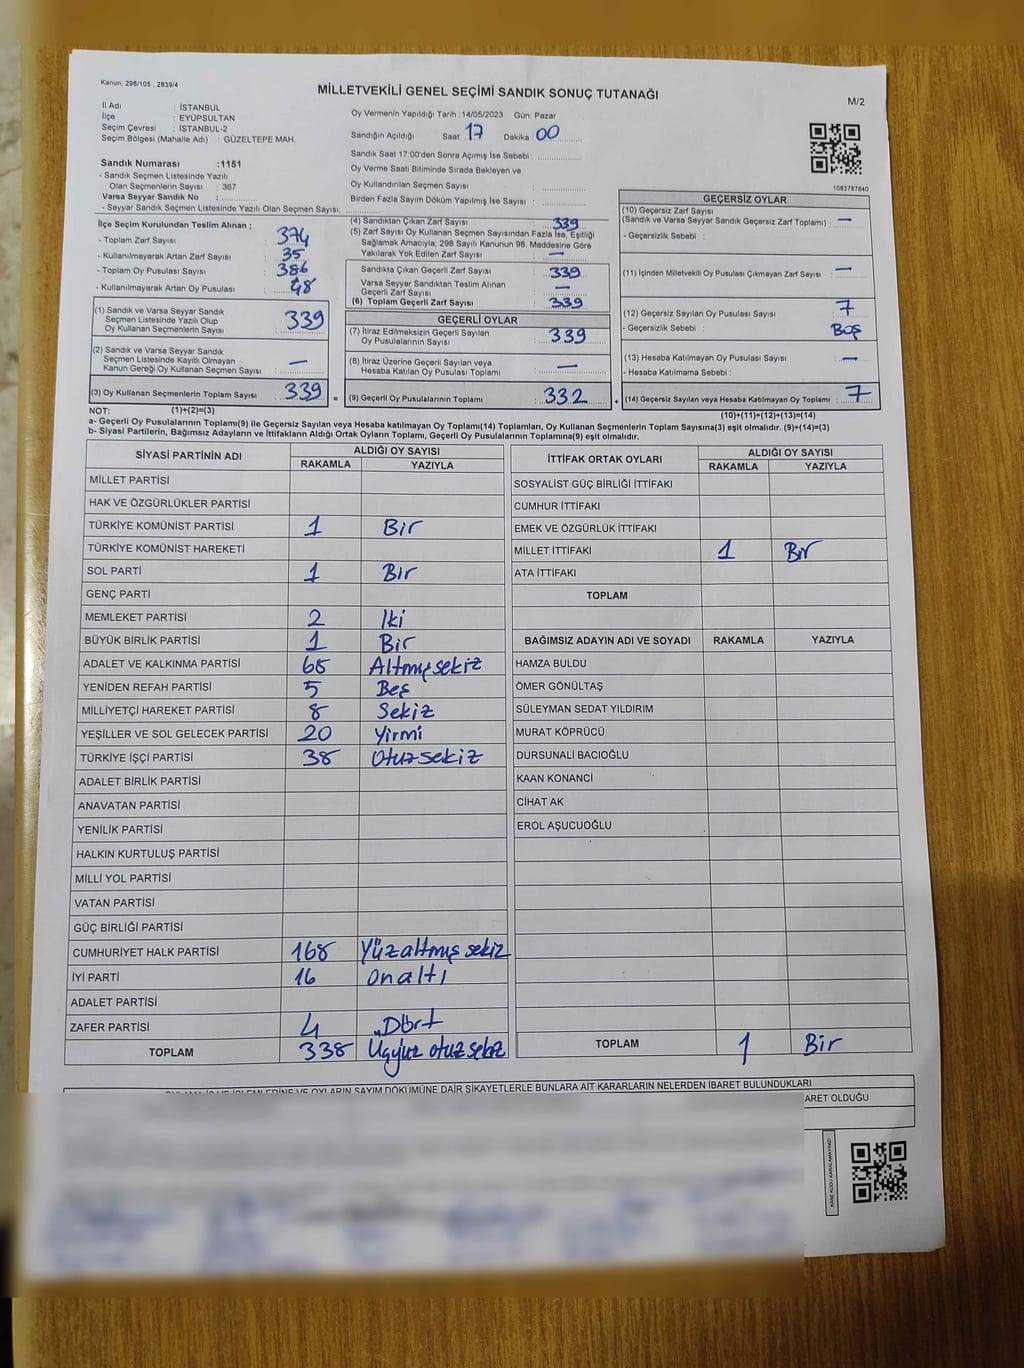 Kanun; 298/105 , 2839/4
MİLLETVEKİLİ GENEL SEÇİMİ SANDIK SONUÇ TUTANAĞI
M/2
İl Adı : İSTANBUL
İlçe : EYÜPSULTAN
Seçim Çevresi : İSTANBUL-2
Seçim Bölgesi (Mahalle Adı) : GÜZELTEPE MAH.
Oy Vermenin Yapıldığı Tarih : 14/05/2023 Gün: Pazar
Sandığın Açıldığı Saat: 17 Dakika : 00
Sandık Saat 17:00'den Sonra Açımış İse Sebebi :
Oy Verme Saati Bitiminde Sırada Bekleyen ve
Oy Kullandırılan Seçmen Sayısı :
Birden Fazla Sayım Döküm Yapılmış İse Sayısı :
Sandık Numarası :1151
- Sandık Seçmen Listesinde Yazılı
Olan Seçmenlerin Sayısı : 367
Varsa Seyyar Sandık No :
- Seyyar Sandık Seçmen Listesinde Yazılı Olan Seçmen Sayısı:
1083787840
İlçe Seçim Kurulundan Teslim Alınan ;
- Toplam Zarf Sayısı : 374
- Kullanılmayarak Artan Zarf Sayısı : 35
- Toplam Oy Pusulası Sayısı : 386
- Kullanılmayarak Artan Oy Pusulası : 48
(1) Sandık ve Varsa Seyyar Sandık
Seçmen Listesinde Yazılı Olup
Oy Kullanan Seçmenlerin Sayısı : 339
(2) Sandık ve Varsa Seyyar Sandık
Seçmen Listesinde Kayıtlı Olmayan
Kanun Gereği Oy Kullanan Seçmen Sayısı : —
(3) Oy Kullanan Seçmenlerin Toplam Sayısı : 339 =
(4) Sandıktan Çıkan Zarf Sayısı : 339
(5) Zarf Sayısı Oy Kullanan Seçmen Sayısından Fazla İse, Eşitliği
Sağlamak Amacıyla; 298 Sayılı Kanunun 98. Maddesine Göre
Yakılarak Yok Edilen Zarf Sayısı : —
Sandıkta Çıkan Geçerli Zarf Sayısı : 339
Varsa Seyyar Sandıktan Teslim Alınan
Geçerli Zarf Sayısı : —
(6) Toplam Geçerli Zarf Sayısı : 339
GEÇERLİ OYLAR
(7) İtiraz Edilmeksizin Geçerli Sayılan
Oy Pusulalarının Sayısı : 339
(8) İtiraz Üzerine Geçerli Sayılan veya
Hesaba Katılan Oy Pusulası Toplamı : —
(9) Geçerli Oy Pusulalarının Toplamı : 332 +
GEÇERSİZ OYLAR
(10) Geçersiz Zarf Sayısı
(Sandık ve Varsa Seyyar Sandık Geçersiz Zarf Toplamı) : —
- Geçersizlik Sebebi :
(11) İçinden Milletvekili Oy Pusulası Çıkmayan Zarf Sayısı : —
(12) Geçersiz Sayılan Oy Pusulası Sayısı : 7
- Geçersizlik Sebebi : BOŞ
(13) Hesaba Katılmayan Oy Pusulası Sayısı : —
- Hesaba Katılmama Sebebi :
(14) Geçersiz Sayılan veya Hesaba Katılmayan Oy Toplamı : 7
NOT: (1)+(2)=(3)
(10)+(11)+(12)+(13)=(14)
a- Geçerli Oy Pusulalarının Toplamı(9) ile Geçersiz Sayılan veya Hesaba katılmayan Oy Toplamı(14) Toplamları, Oy Kullanan Seçmenlerin Toplam Sayısına(3) eşit olmalıdır. (9)+(14)=(3)
b- Siyasi Partilerin, Bağımsız Adayların ve İttifakların Aldığı Ortak Oyların Toplamı, Geçerli Oy Pusulalarının Toplamına(9) eşit olmalıdır.
SİYASİ PARTİNİN ADI ALDIĞI OY SAYISI
RAKAMLA YAZIYLA
MİLLET PARTİSİ
HAK VE ÖZGÜRLÜKLER PARTİSİ
TÜRKİYE KOMÜNİST PARTİSİ 1 Bir
TÜRKİYE KOMÜNİST HAREKETİ
SOL PARTİ 1 Bir
GENÇ PARTİ
MEMLEKET PARTİSİ 2 İki
BÜYÜK BİRLİK PARTİSİ 1 Bir
ADALET VE KALKINMA PARTİSİ 68 Altmış sekiz
YENİDEN REFAH PARTİSİ 5 Beş
MİLLİYETÇİ HAREKET PARTİSİ 8 Sekiz
YEŞİLLER VE SOL GELECEK PARTİSİ 20 Yirmi
TÜRKİYE İŞÇİ PARTİSİ 38 Otuz sekiz
ADALET BİRLİK PARTİSİ
ANAVATAN PARTİSİ
YENİLİK PARTİSİ
HALKIN KURTULUŞ PARTİSİ
MİLLİ YOL PARTİSİ
VATAN PARTİSİ
GÜÇ BİRLİĞİ PARTİSİ
CUMHURİYET HALK PARTİSİ 168 Yüz altmış sekiz
İYİ PARTİ 16 On altı
ADALET PARTİSİ
ZAFER PARTİSİ 4 Dört
TOPLAM 338 Üçyüz otuz sekiz
İTTİFAK ORTAK OYLARI ALDIĞI OY SAYISI
RAKAMLA YAZIYLA
SOSYALİST GÜÇ BİRLİĞİ İTTİFAKI
CUMHUR İTTİFAKI
EMEK VE ÖZGÜRLÜK İTTİFAKI
MİLLET İTTİFAKI 1 Bir
ATA İTTİFAKI
TOPLAM
BAĞIMSIZ ADAYIN ADI VE SOYADI RAKAMLA YAZIYLA
HAMZA BULDU
ÖMER GÖNÜLTAŞ
SÜLEYMAN SEDAT YILDIRIM
MURAT KÖPRÜCÜ
DURSUNALİ BACIOĞLU
KAAN KONANCİ
CİHAT AK
EROL AŞUCUOĞLU
TOPLAM 1 Bir
İŞLEMLERİNE VE OYLARIN SAYIM DÖKÜMÜNE DAİR ŞİKAYETLERLE BUNLARA AİT KARARLARIN NELERDEN İBARET BULUNDUKLARI
ARET OLDUĞU
KARE KODU KARALAMAYINIZ!